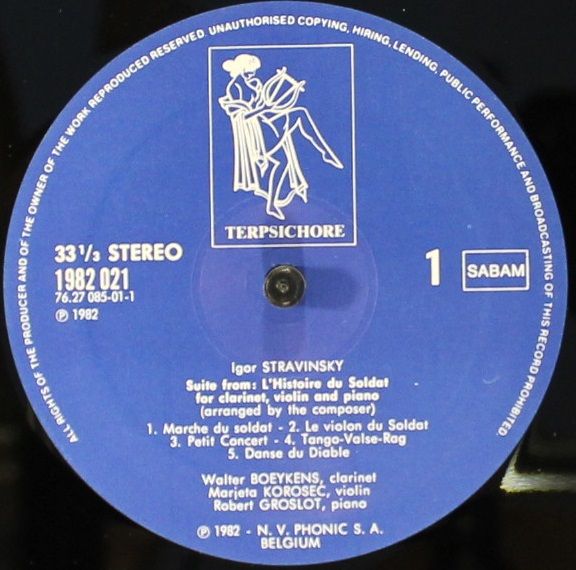 ALL RIGHTS OF THE PRODUCER AND OF THE OWNER OF THE WORK REPRODUCED RESERVED. UNAUTHORISED COPYING, HIRING, LENDING, PUBLIC PERFORMANCE AND BROADCASTING OF THIS RECORD PROHIBITED.
TERPSICHORE
33 1/3 STEREO
1982 021
76.27 085-01-1
℗ 1982
1
SABAM
Igor STRAVINSKY
Suite from: L'Histoire du Soldat
for clarinet, violin and piano
(arranged by the composer)
1. Marche du soldat - 2. Le violon du Soldat
3. Petit Concert - 4. Tango-Valse-Rag
5. Danse du Diable
Walter BOEYKENS, clarinet
Marjeta KOROSEC, violin
Robert GROSLOT, piano
℗ 1982 - N. V. PHONIC S. A.
BELGIUM